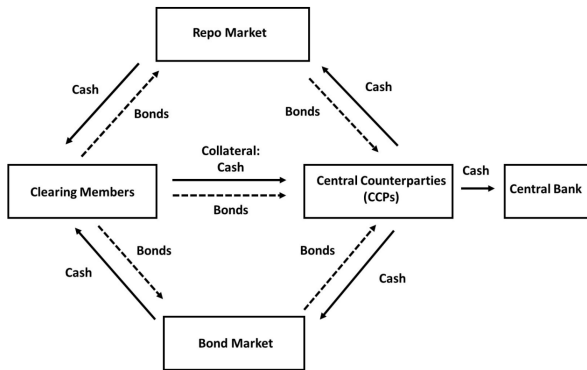 Repo Market
Cash
Bonds
Bonds
Cash
Collateral:
Cash
Bonds
Clearing Members
Central Counterparties
(CCPs)
Cash
Central Bank
Bonds
Cash
Bonds
Cash
Bond Market